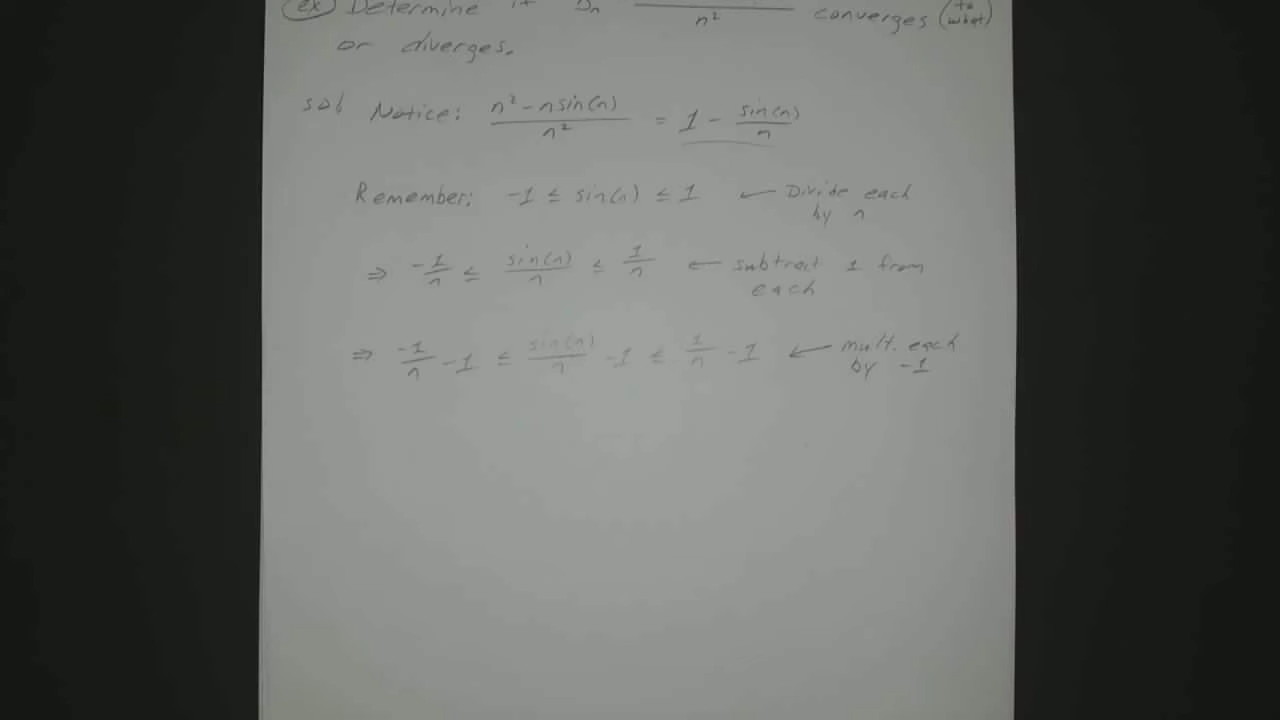 ex Determine if bn n² converges (to what)
or diverges.
sol Notice: n² - n sin(n) / n² = 1 - sin(n) / n
Remember: -1 ≤ sin(n) ≤ 1 ← Divide each by n
⇒ -1/n ≤ sin(n)/n ≤ 1/n ← subtract 1 from each
⇒ -1/n - 1 ≤ sin(n)/n - 1 ≤ 1/n - 1 ← mult. each by -1